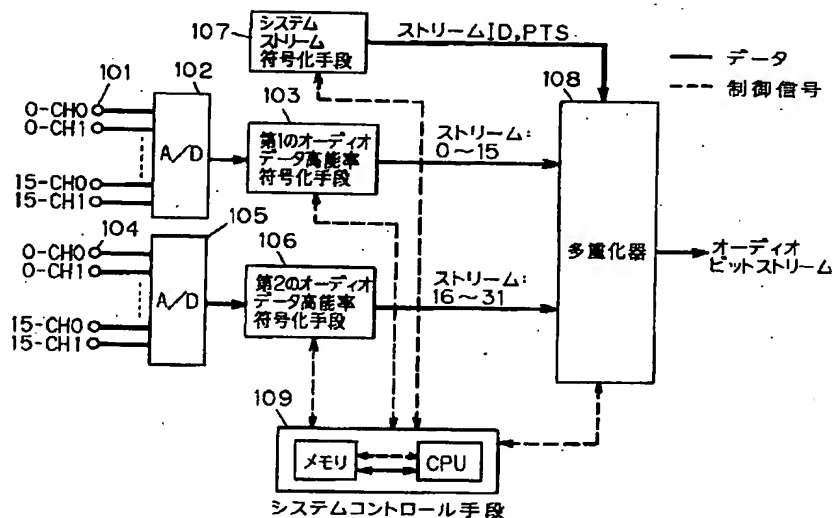 107
システム
ストリーム
符号化手段
ストリームID,PTS
データ
制御信号
108
101
102
0-CH0
0-CH1
15-CH0
15-CH1
A/D
103
第1のオーディオ
データ高能率
符号化手段
ストリーム:
0～15
104
105
0-CH0
0-CH1
15-CH0
15-CH1
A/D
106
第2のオーディオ
データ高能率
符号化手段
ストリーム:
16～31
多重化器
オーディオ
ビットストリーム
109
メモリ
CPU
システムコントロール手段